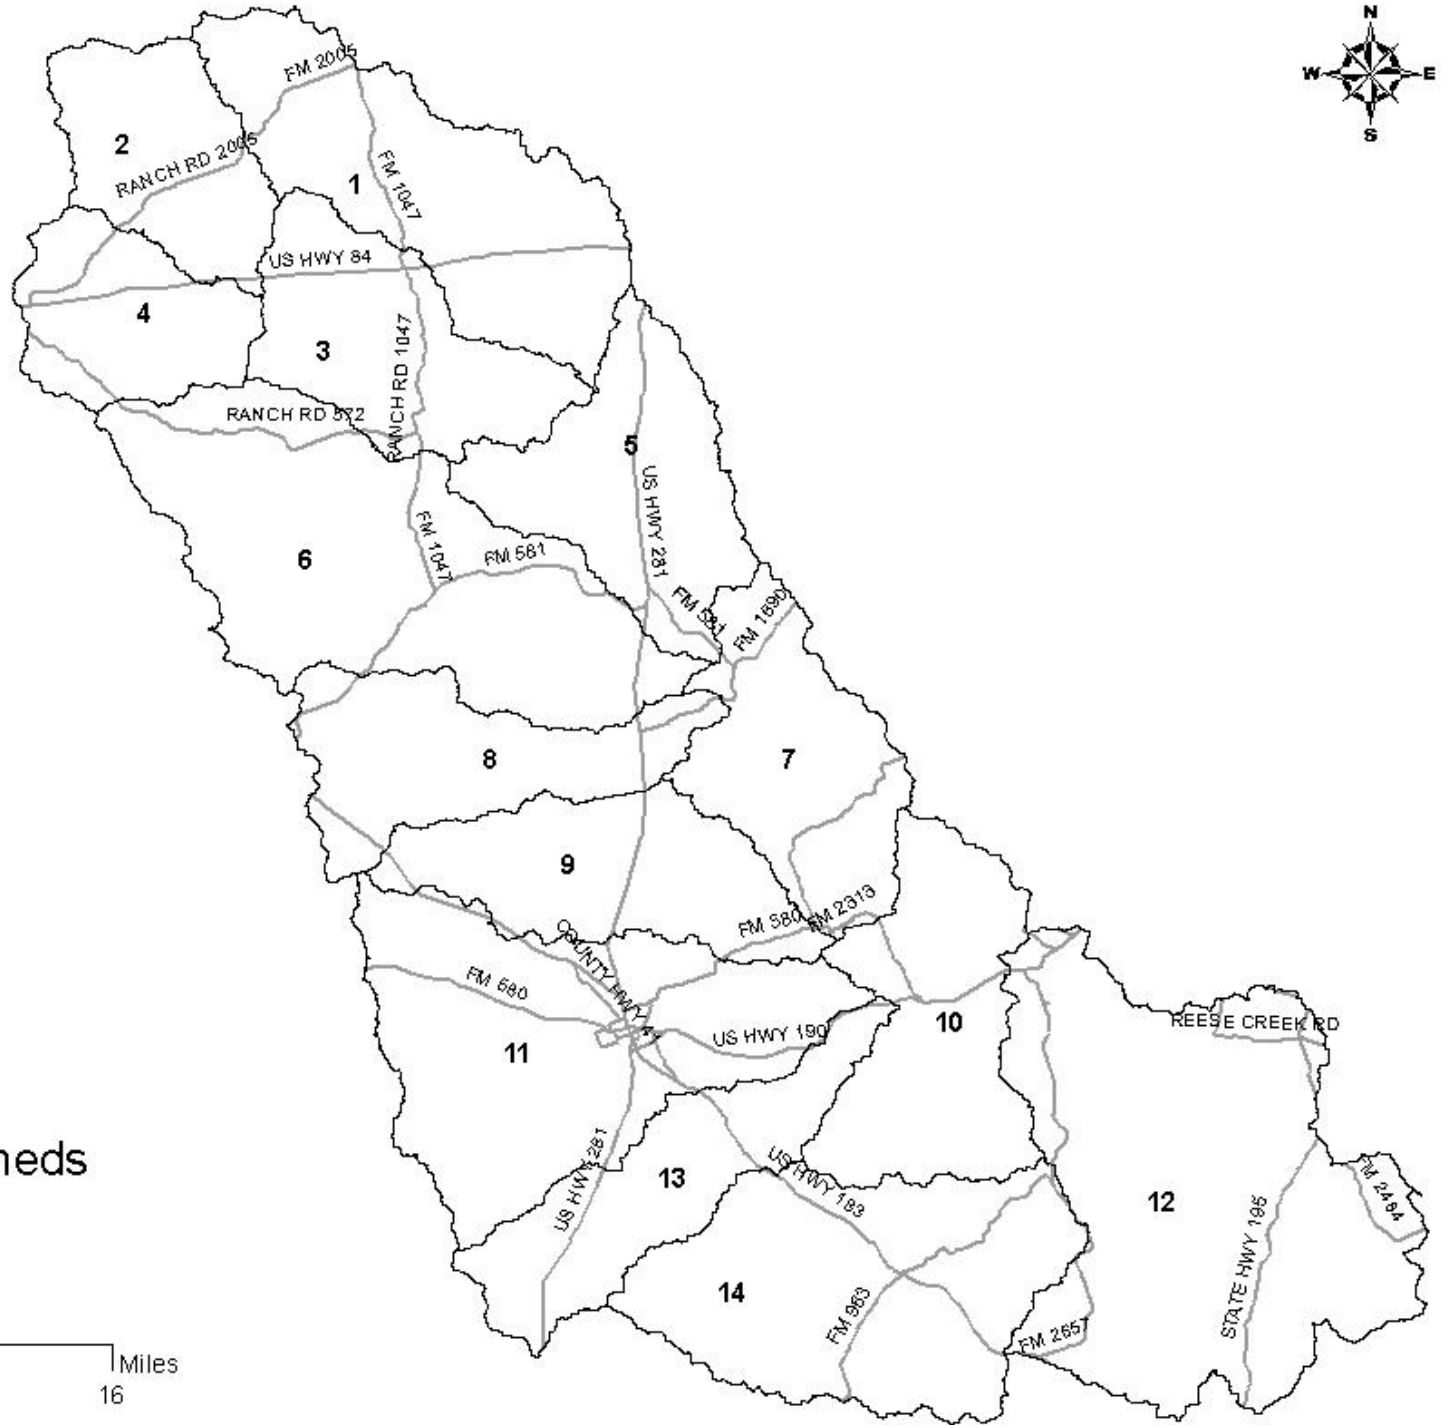 N
W E
S
FM 2005
2
RANCH RD 2005
1
FM 1047
US HWY 84
4
3
RANCH RD 1047
RANCH RD 572
5
US HWY 281
6
FM 1047
FM 581
FM 581
FM 1690
8
7
9
FM 580
FM 2313
COUNTY HWY 41
FM 580
US HWY 190
10
REESE CREEK RD
11
heds
US HWY 281
13
US HWY 183
12
FM 2484
STATE HWY 195
14
FM 963
FM 2657
Miles
16